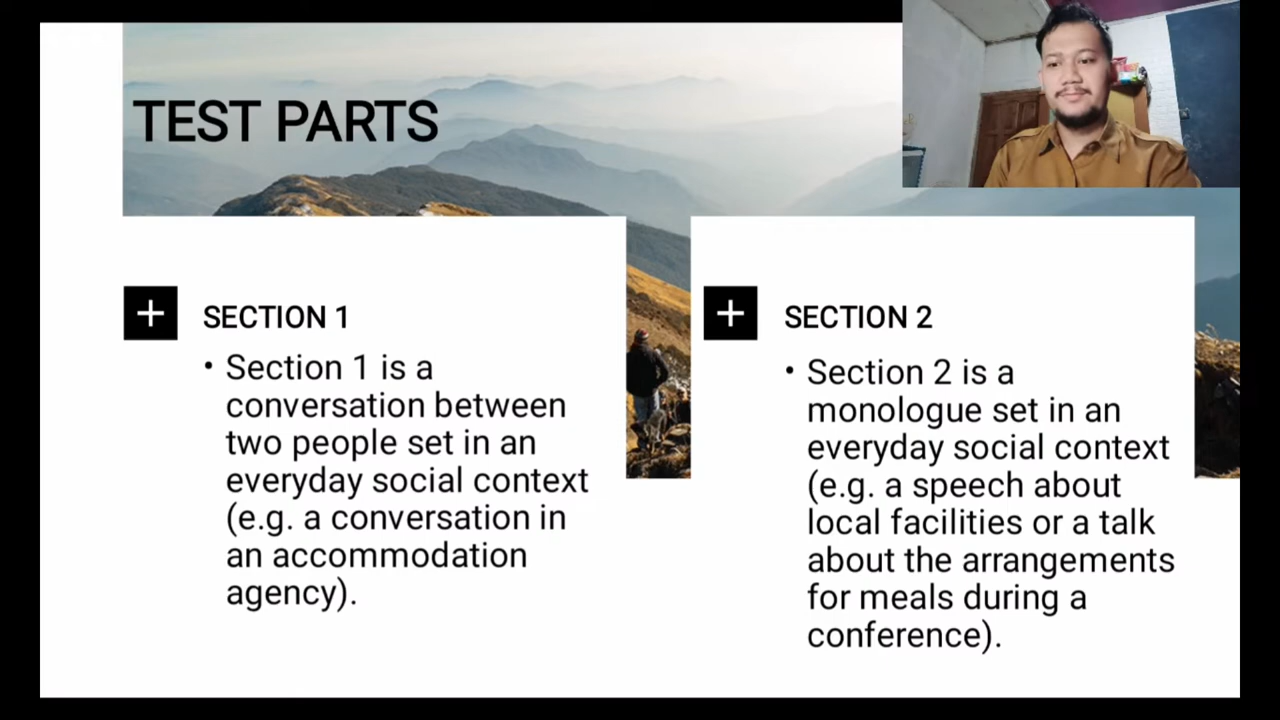 TEST PARTS
SECTION 1
• Section 1 is a
conversation between
two people set in an
everyday social context
(e.g. a conversation in
an accommodation
agency).
SECTION 2
• Section 2 is a
monologue set in an
everyday social context
(e.g. a speech about
local facilities or a talk
about the arrangements
for meals during a
conference).